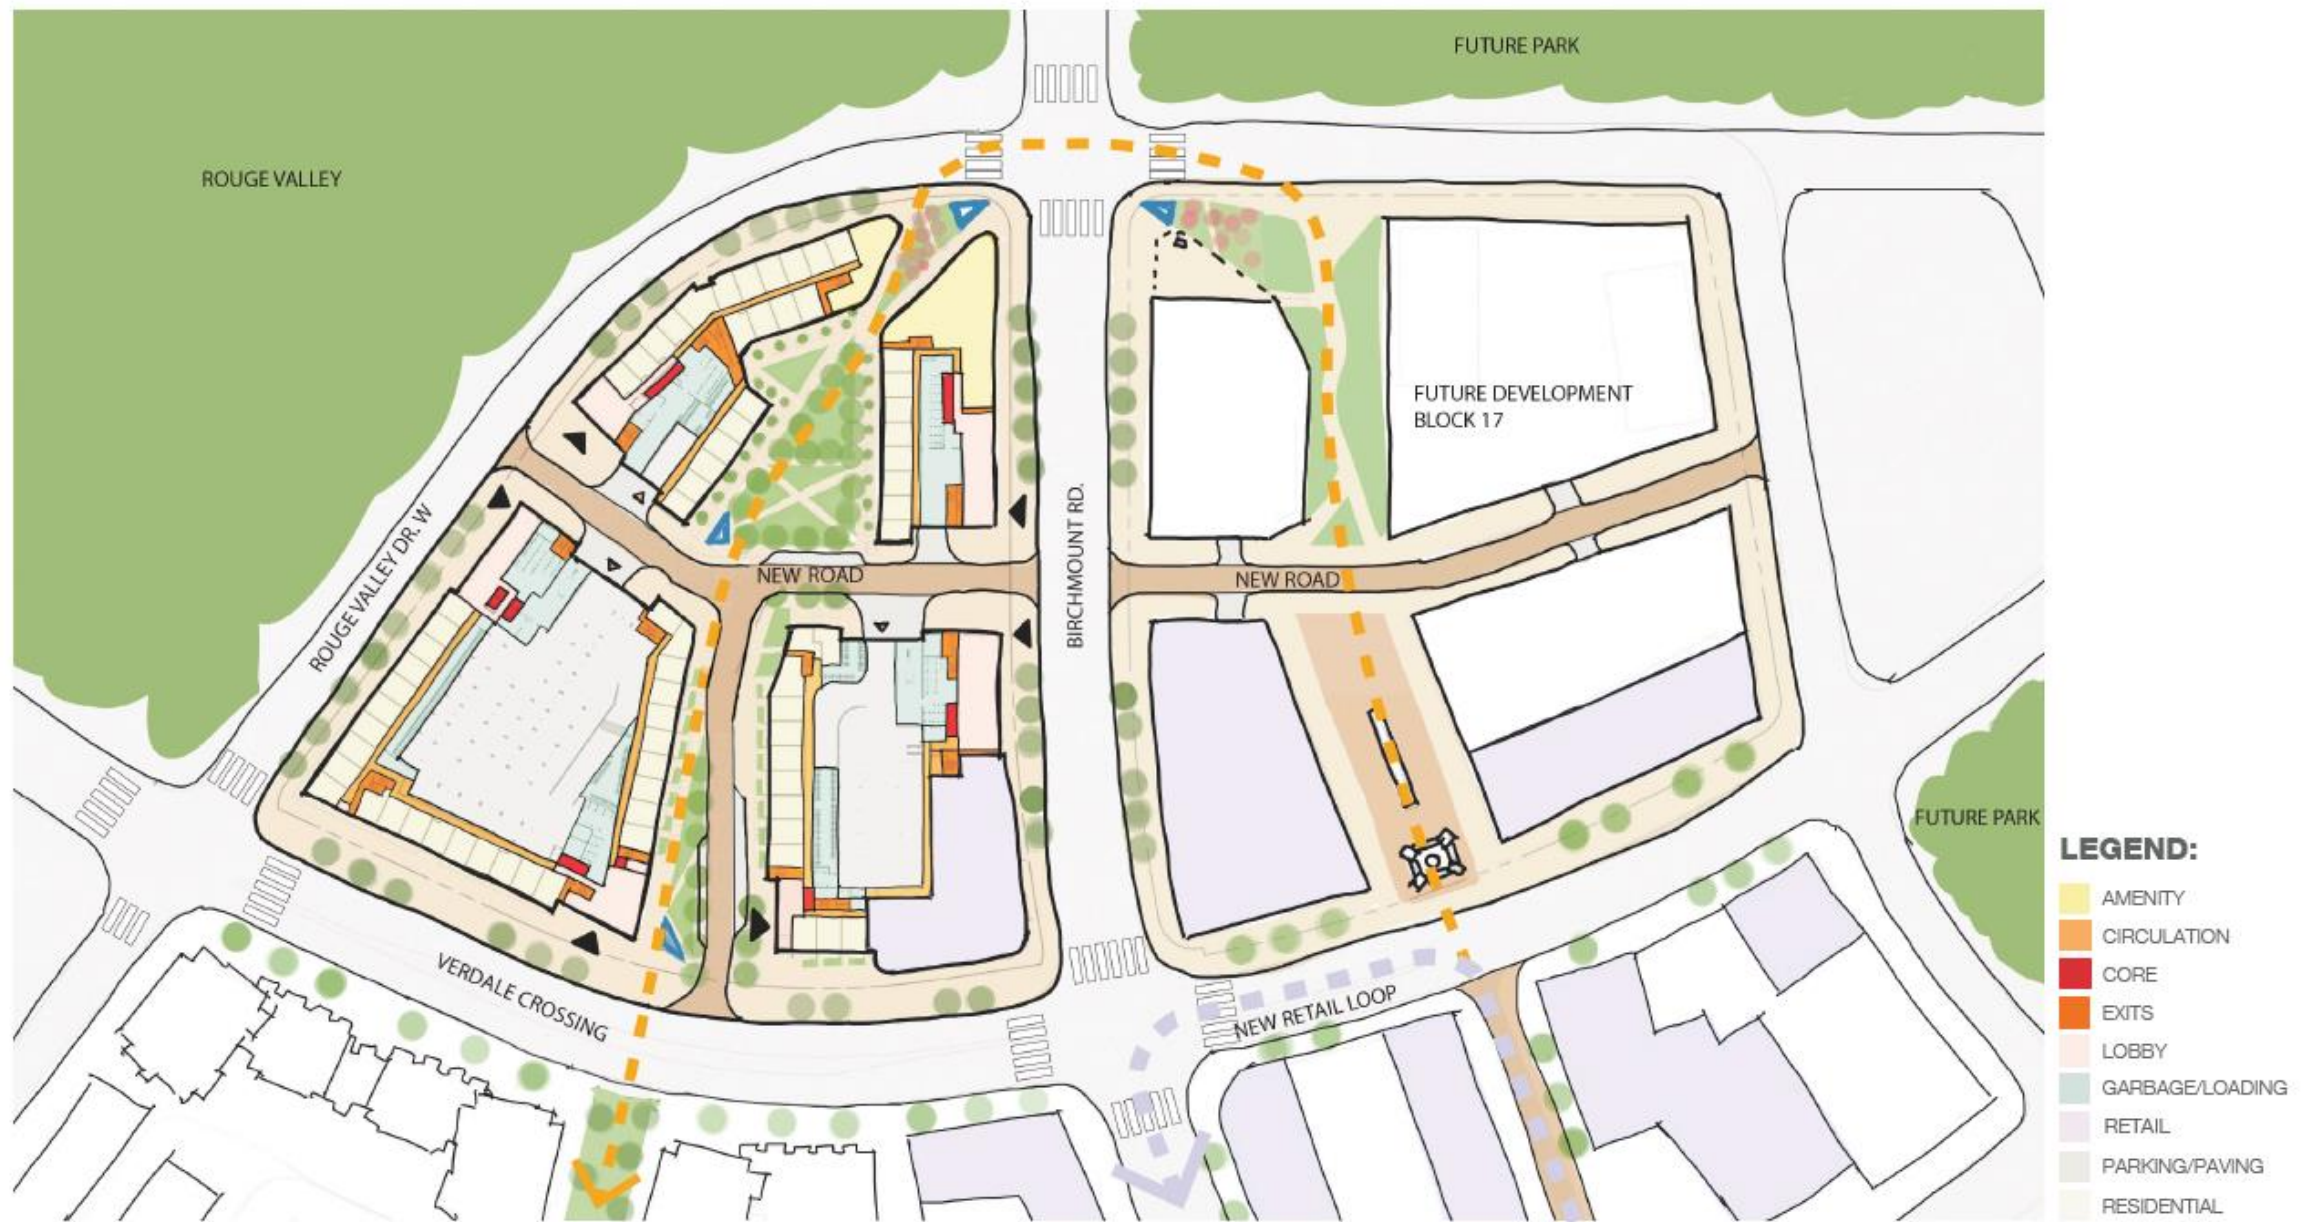 FUTURE PARK
ROUGE VALLEY
FUTURE DEVELOPMENT
BLOCK 17
ROUGE VALLEY DR. W
BIRCHMOUNT RD.
NEW ROAD
NEW ROAD
FUTURE PARK
VERDALE CROSSING
NEW RETAIL LOOP
LEGEND:
AMENITY
CIRCULATION
CORE
EXITS
LOBBY
GARBAGE/LOADING
RETAIL
PARKING/PAVING
RESIDENTIAL